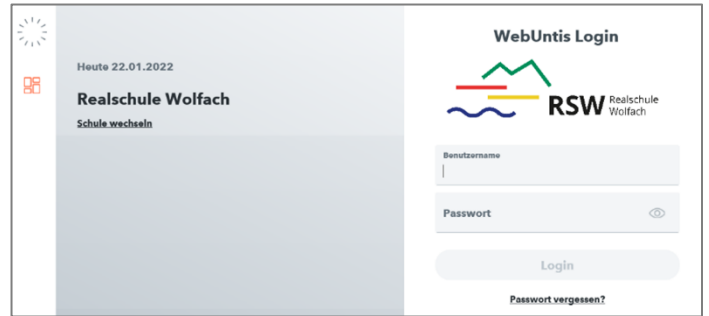 Heute 22.01.2022
Realschule Wolfach
Schule wechseln
WebUntis Login
RSW Realschule
Wolfach
Benutzername
Passwort
Login
Passwort vergessen?